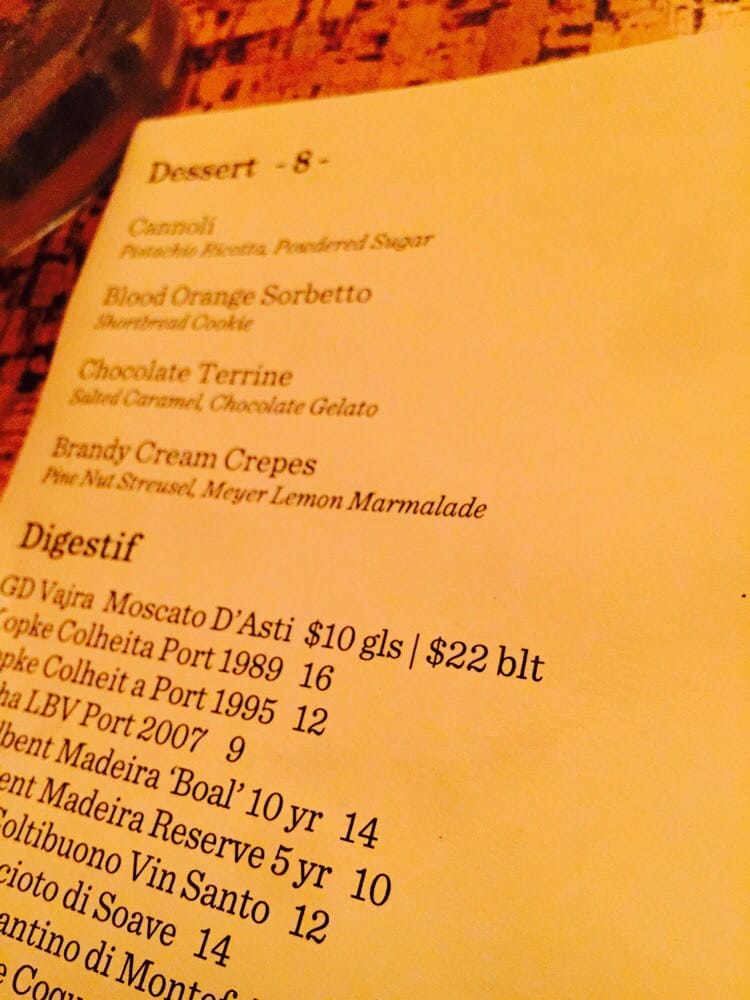 Dessert - 8 -
Cannoli
Pistachio Ricotta, Powdered Sugar
Blood Orange Sorbetto
Shortbread Cookie
Chocolate Terrine
Salted Caramel, Chocolate Gelato
Brandy Cream Crepes
Pine Nut Streusel, Meyer Lemon Marmalade
Digestif
GD Vajra Moscato D'Asti $10 gls | $22 blt
opke Colheita Port 1989 16
opke Colheit a Port 1995 12
ha LBV Port 2007 9
lbent Madeira 'Boal' 10 yr 14
ent Madeira Reserve 5 yr 10
Coltibuono Vin Santo 12
cioto di Soave 14
antino di Montef